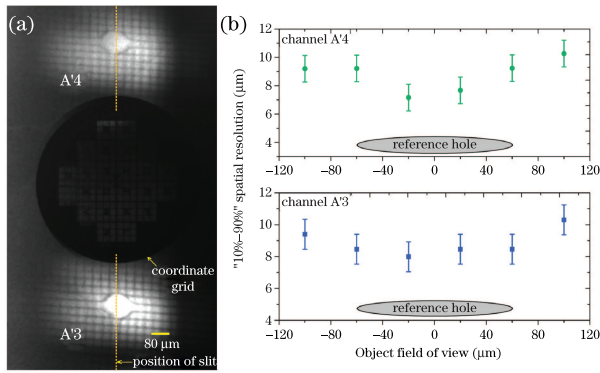 (a)
A'4
coordinate
grid
A'3
80 μm
position of slit
(b)
"10%–90%" spatial resolution (μm)
12
10
8
6
4
channel A'4
reference hole
−120
−80
−40
0
40
80
120
12
10
8
6
4
channel A'3
reference hole
−120
−80
−40
0
40
80
120
Object field of view (μm)